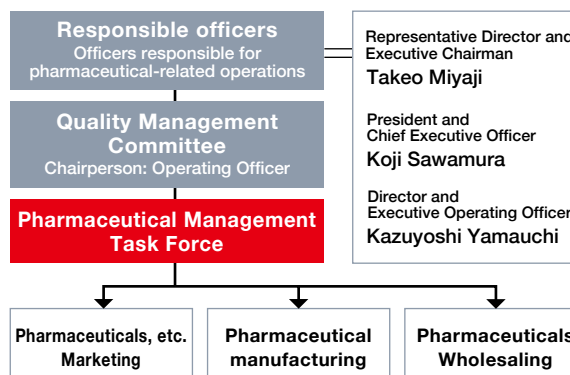 Responsible officers
Officers responsible for
pharmaceutical-related operations
Representative Director and
Executive Chairman
Takeo Miyaji
President and
Chief Executive Officer
Koji Sawamura
Director and
Executive Operating Officer
Kazuyoshi Yamauchi
Quality Management
Committee
Chairperson: Operating Officer
Pharmaceutical Management
Task Force
Pharmaceuticals, etc.
Marketing
Pharmaceutical
manufacturing
Pharmaceuticals
Wholesaling